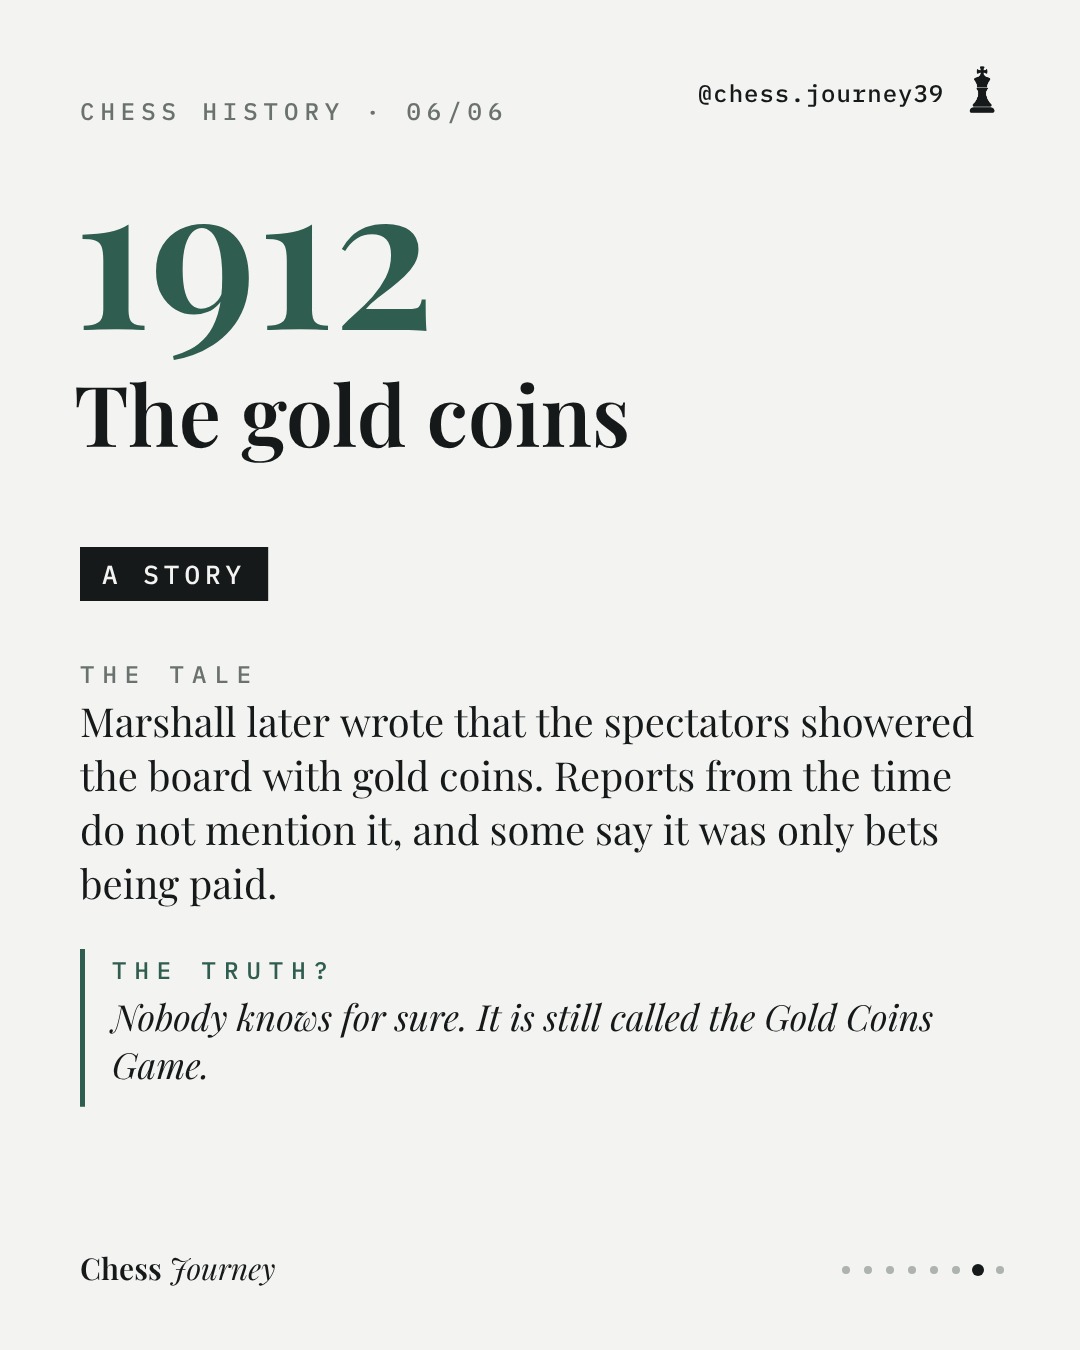 CHESS HISTORY · 06/06
@chess.journey39
1912
The gold coins
A STORY
THE TALE
Marshall later wrote that the spectators showered
the board with gold coins. Reports from the time
do not mention it, and some say it was only bets
being paid.
THE TRUTH?
Nobody knows for sure. It is still called the Gold Coins
Game.
Chess Journey